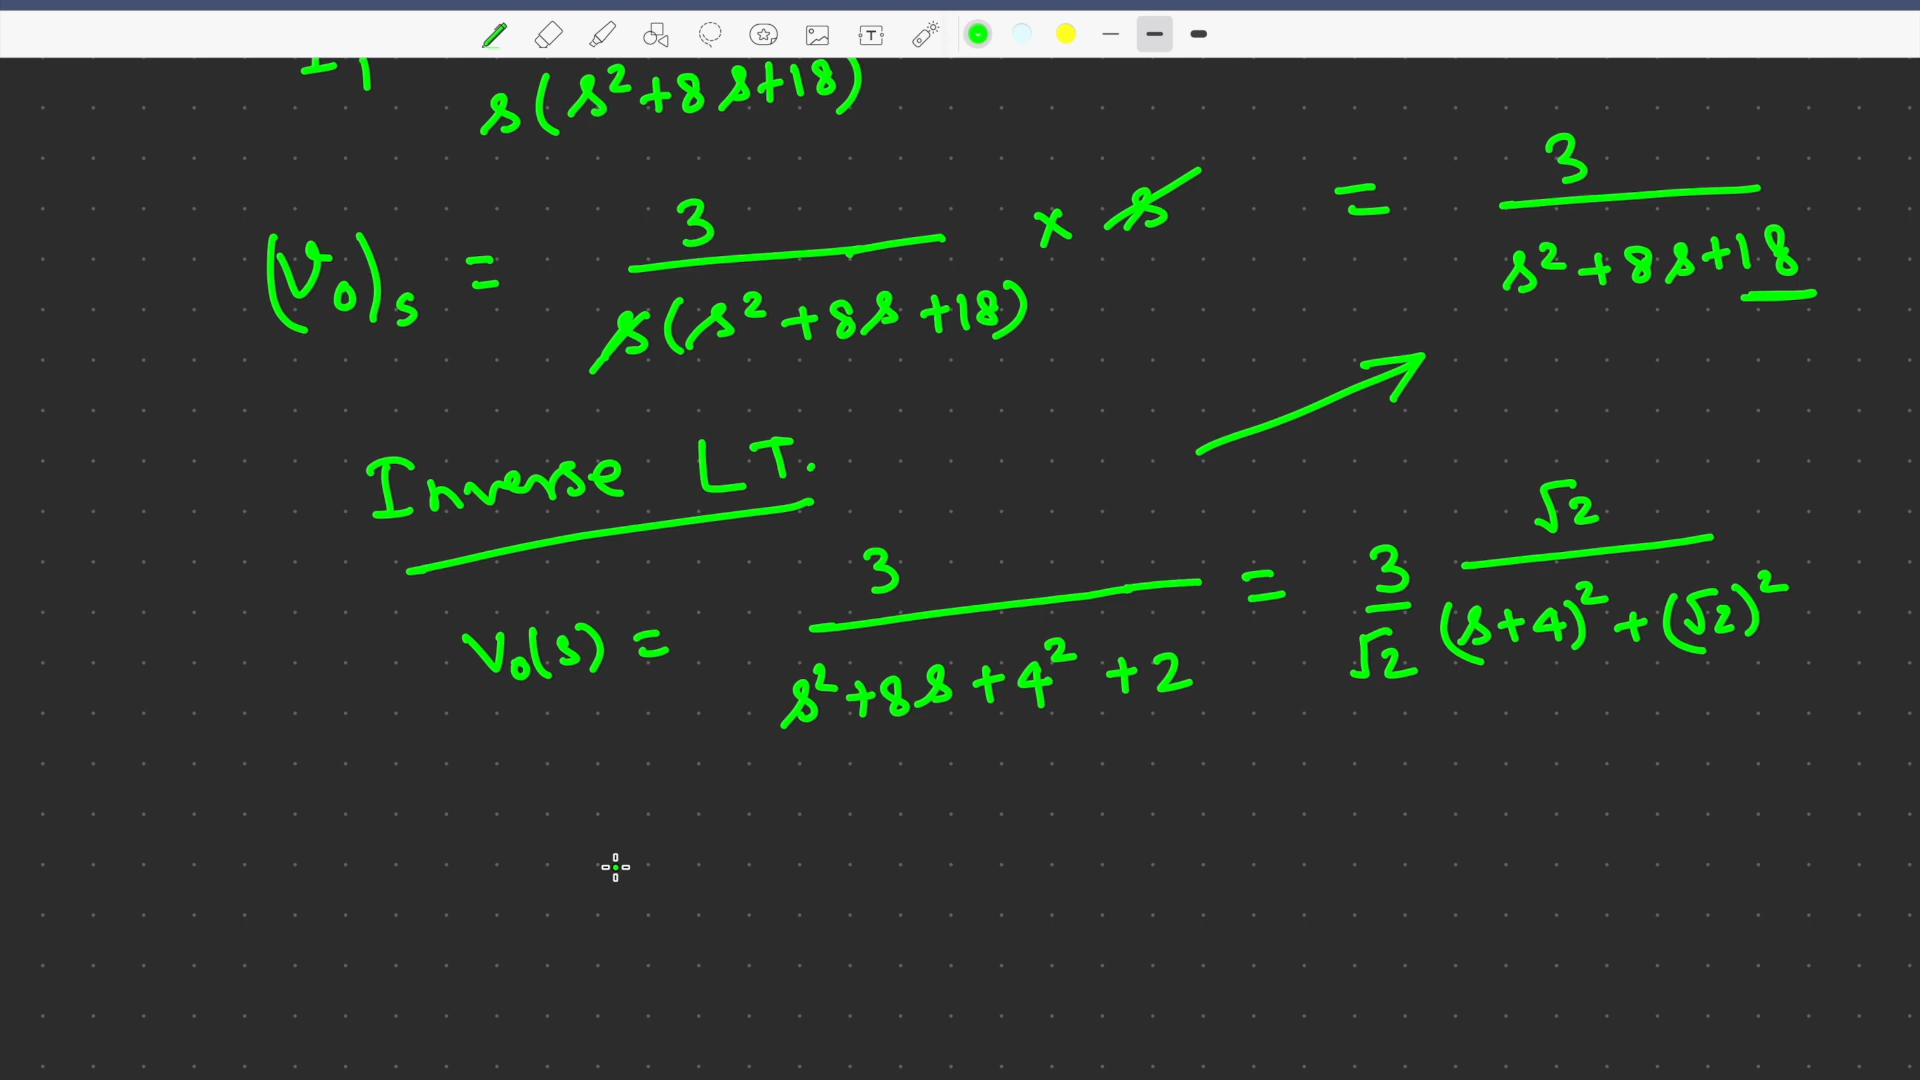 I₁
s(s²+8s+18)
(V₀)ₛ = 3 / s(s²+8s+18) × s = 3 / s²+8s+18
Inverse LT.
V₀(s) = 3 / s²+8s+4²+2 = 3/√2 √2 / (s+4)²+(√2)²